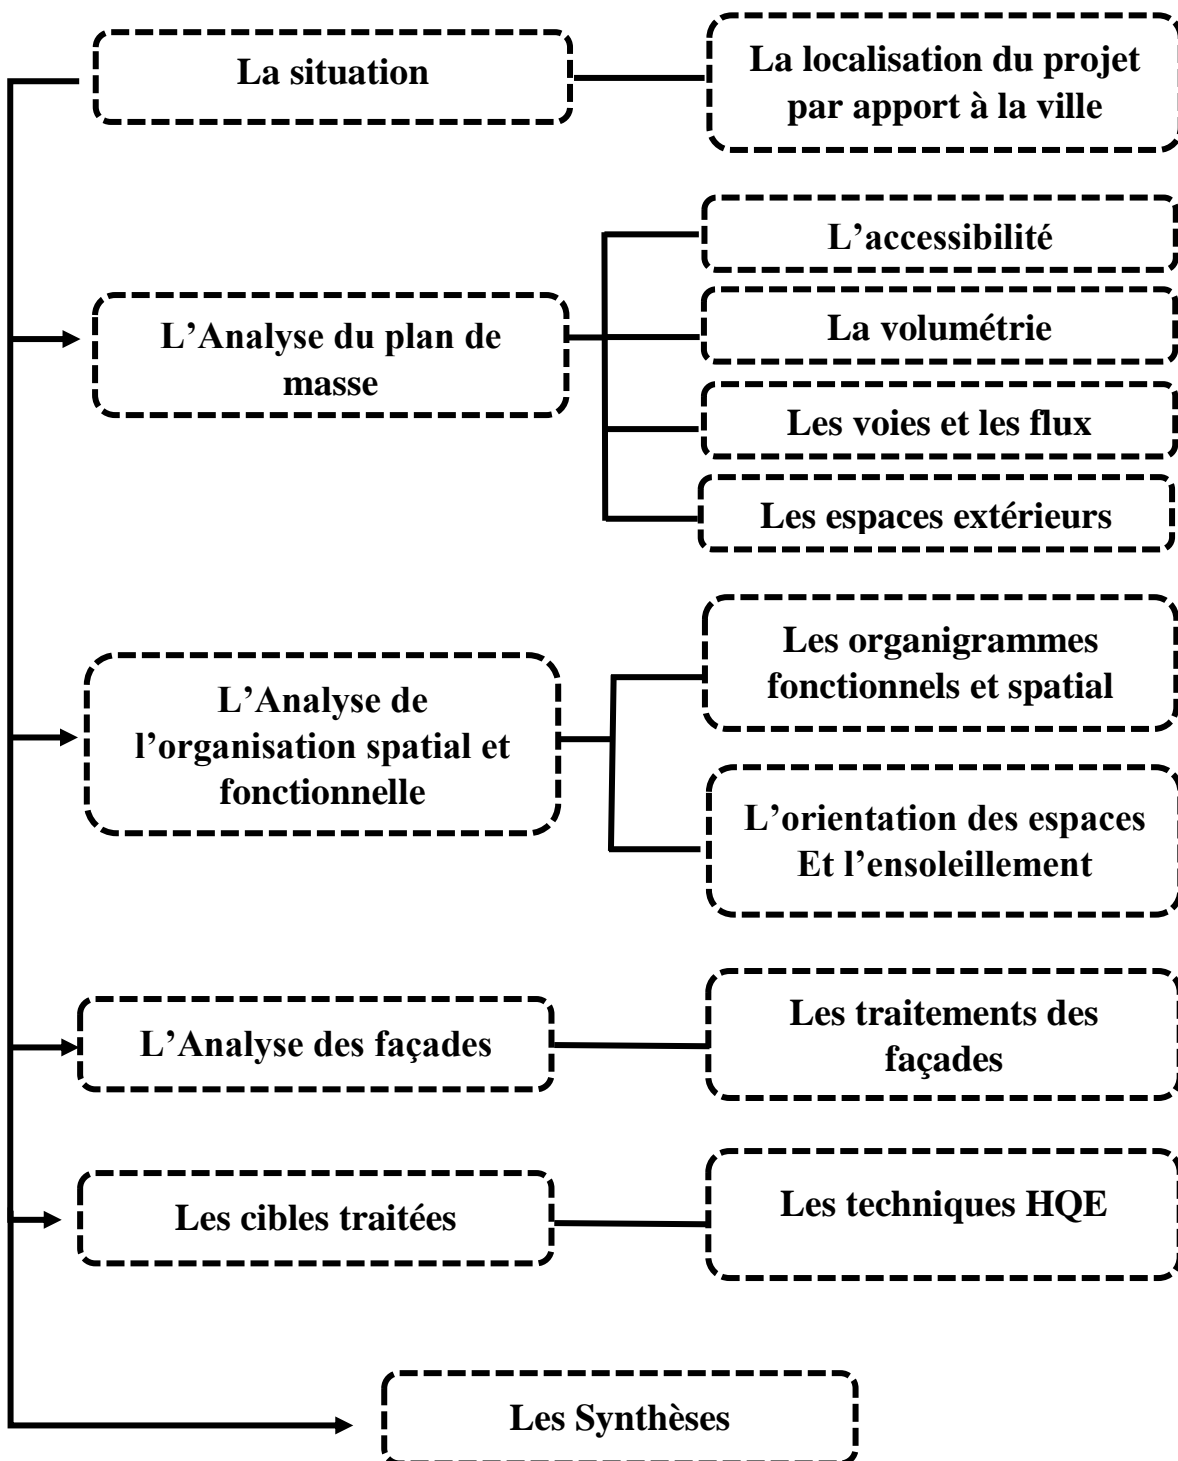 La situation
La localisation du projet
par apport à la ville
L'Analyse du plan de
masse
L'accessibilité
La volumétrie
Les voies et les flux
Les espaces extérieurs
L'Analyse de
l'organisation spatial et
fonctionnelle
Les organigrammes
fonctionnels et spatial
L'orientation des espaces
Et l'ensoleillement
L'Analyse des façades
Les traitements des
façades
Les cibles traitées
Les techniques HQE
Les Synthèses